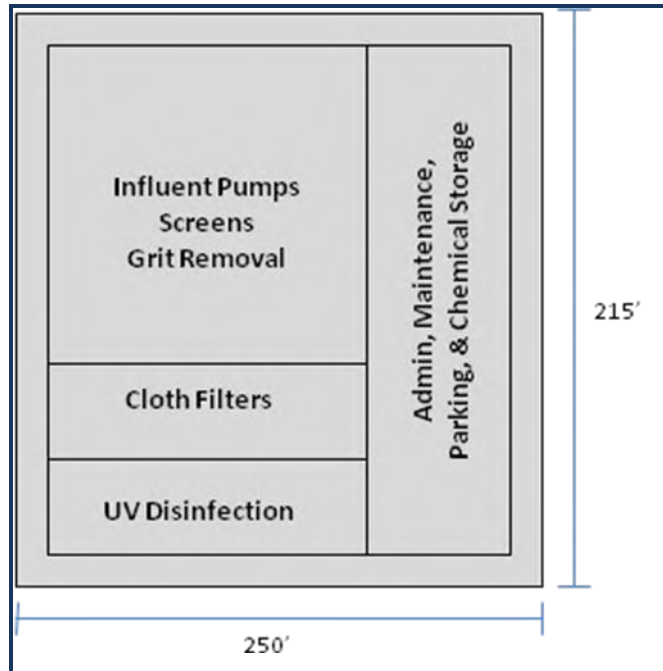 Influent Pumps
Screens
Grit Removal
Cloth Filters
UV Disinfection
Admin, Maintenance,
Parking, & Chemical Storage
215′
250′